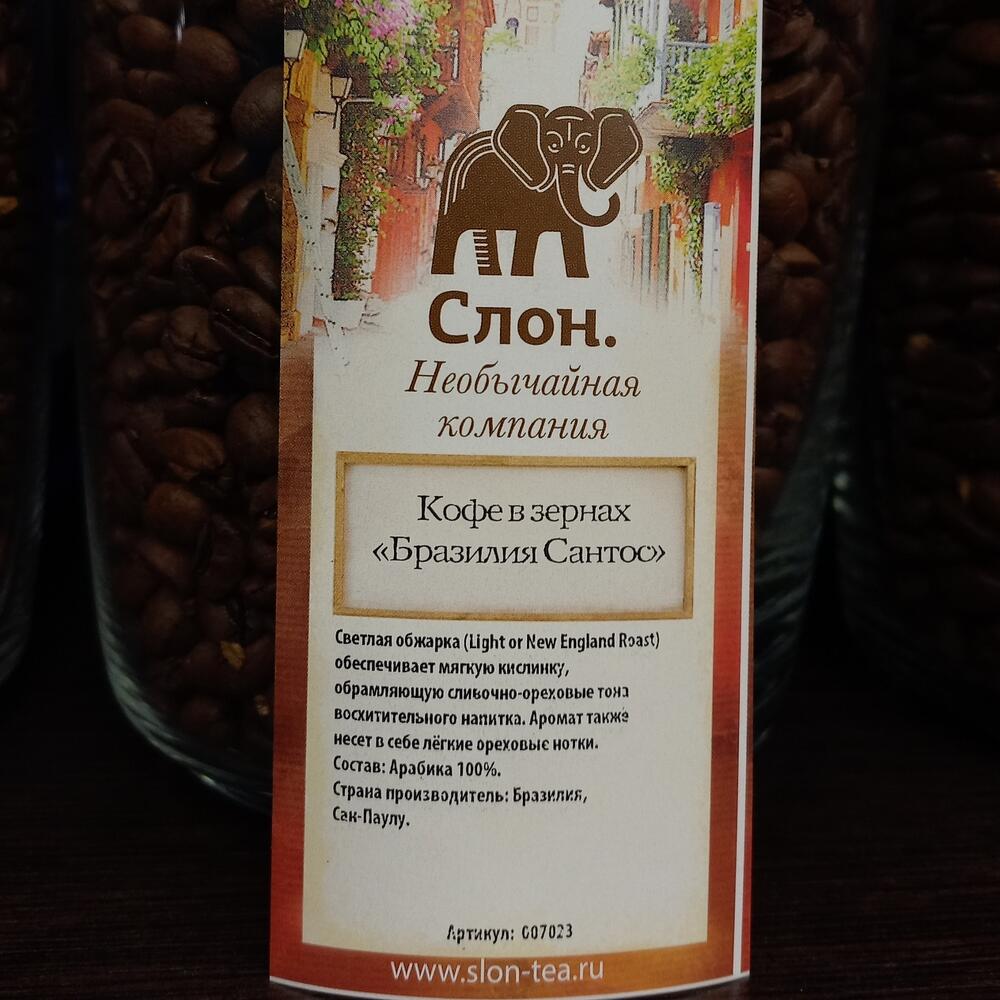 Слон.
Необычайная
компания
Кофе в зернах
«Бразилия Сантос»
Светлая обжарка (Light or New England Roast)
обеспечивает мягкую кислинку,
обрамляющую сливочно-ореховые тона
восхитительного напитка. Аромат также
несет в себе лёгкие ореховые нотки.
Состав: Арабика 100%.
Страна производитель: Бразилия,
Сан-Паулу.
Артикул: 007023
www.slon-tea.ru